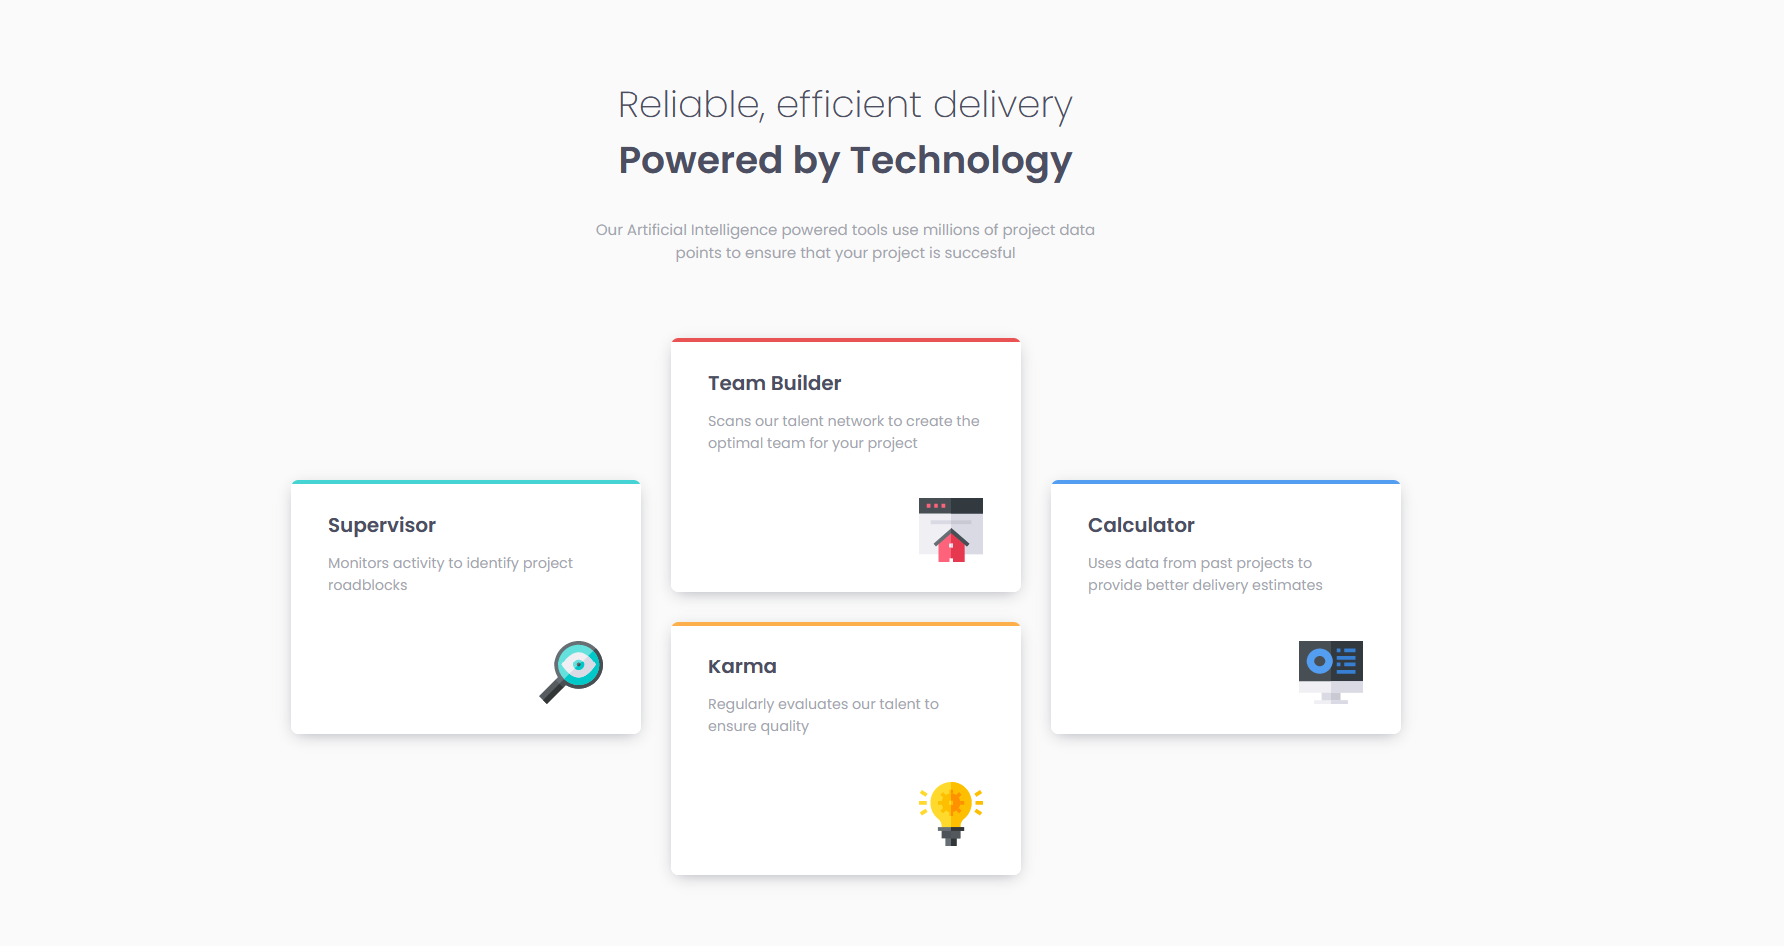 Reliable, efficient delivery
Powered by Technology
Our Artificial Intelligence powered tools use millions of project data
points to ensure that your project is succesful
Supervisor
Monitors activity to identify project
roadblocks
Team Builder
Scans our talent network to create the
optimal team for your project
Karma
Regularly evaluates our talent to
ensure quality
Calculator
Uses data from past projects to
provide better delivery estimates